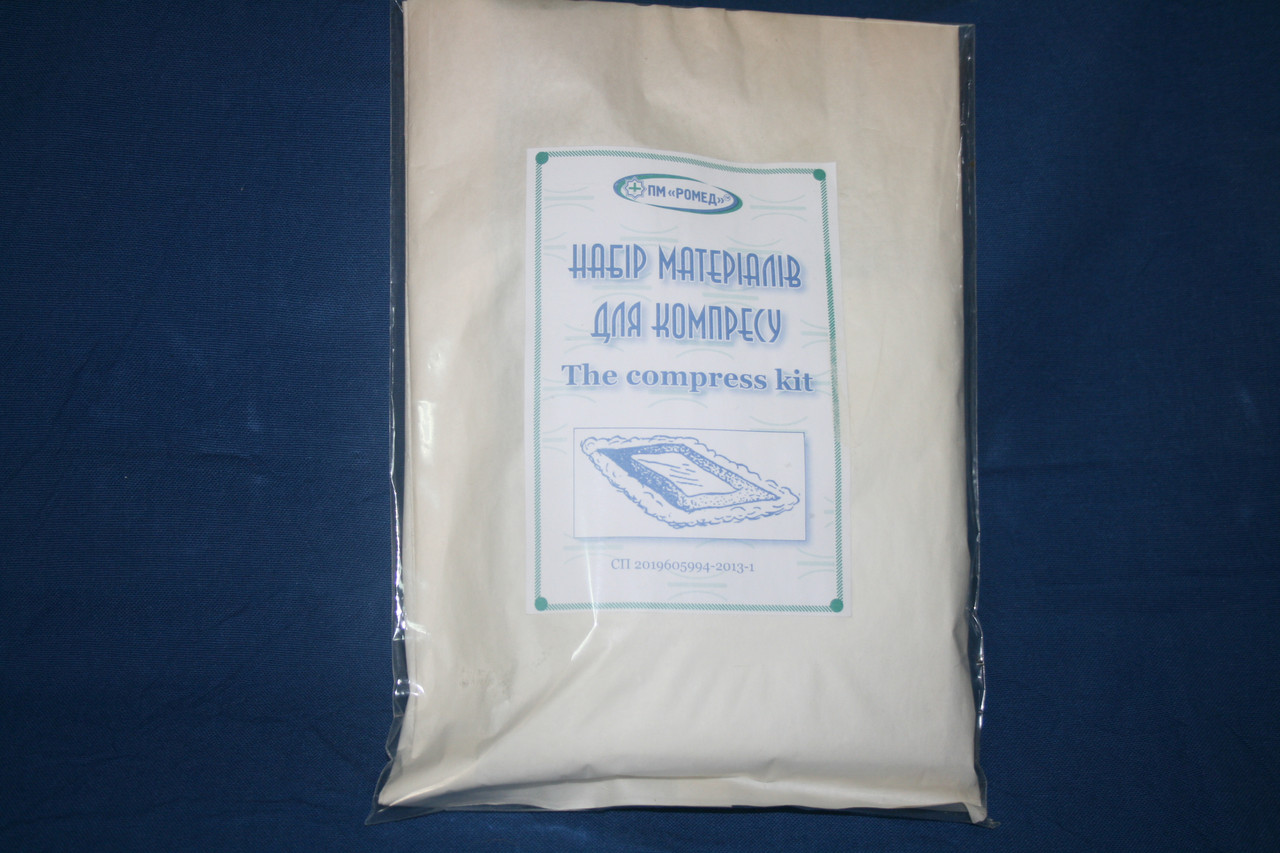 ПМ «РОМЕД»
НАБІР МАТЕРІАЛІВ
ДЛЯ КОМПРЕСУ
The compress kit
СП 2019605994-2013-1